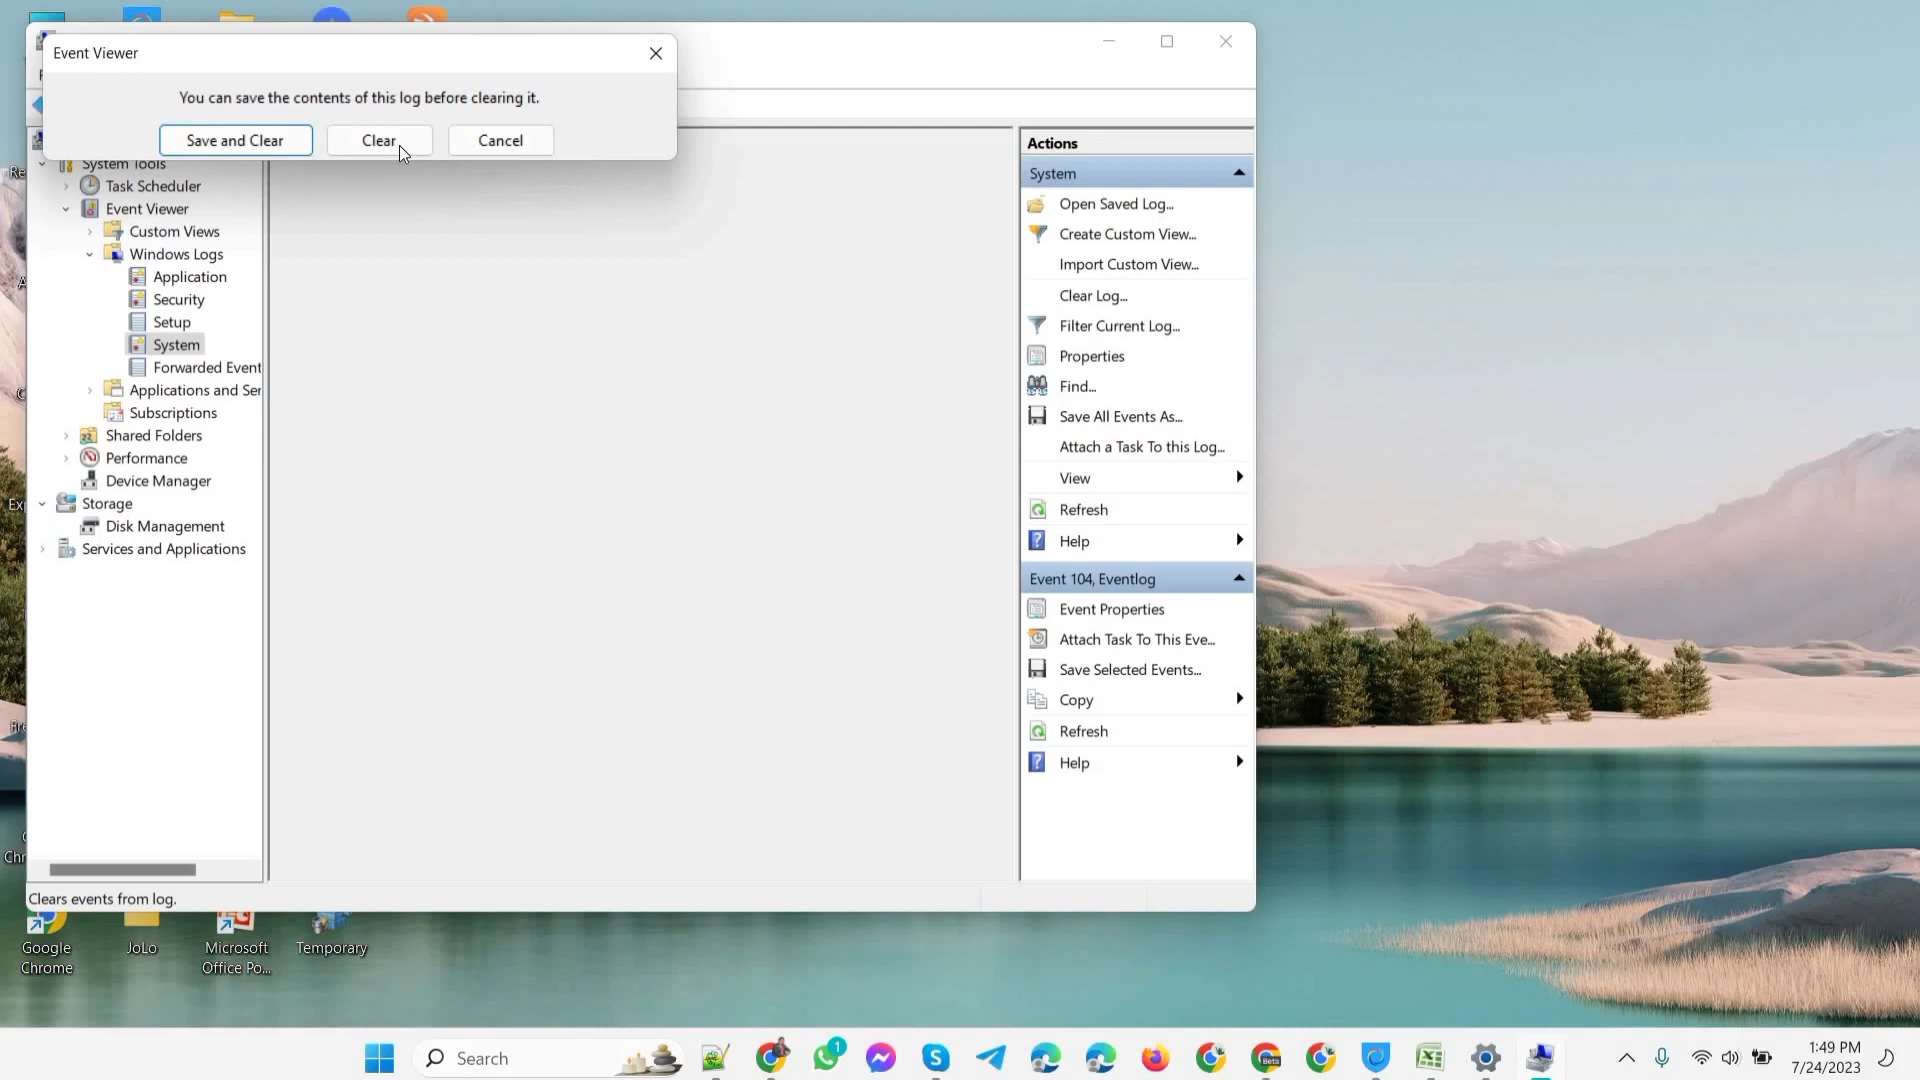 Event Viewer
You can save the contents of this log before clearing it.
Save and Clear
Clear
Cancel
System Tools
Task Scheduler
Event Viewer
Custom Views
Windows Logs
Application
Security
Setup
System
Forwarded Event
Applications and Ser
Subscriptions
Shared Folders
Performance
Device Manager
Storage
Disk Management
Services and Applications
Clears events from log.
Actions
System
Open Saved Log...
Create Custom View...
Import Custom View...
Clear Log...
Filter Current Log...
Properties
Find...
Save All Events As...
Attach a Task To this Log...
View
Refresh
Help
Event 104, Eventlog
Event Properties
Attach Task To This Eve...
Save Selected Events...
Copy
Refresh
Help
Google
Chrome
JoLo
Microsoft
Office Po...
Temporary
Search
1
Beta
1:49 PM
7/24/2023